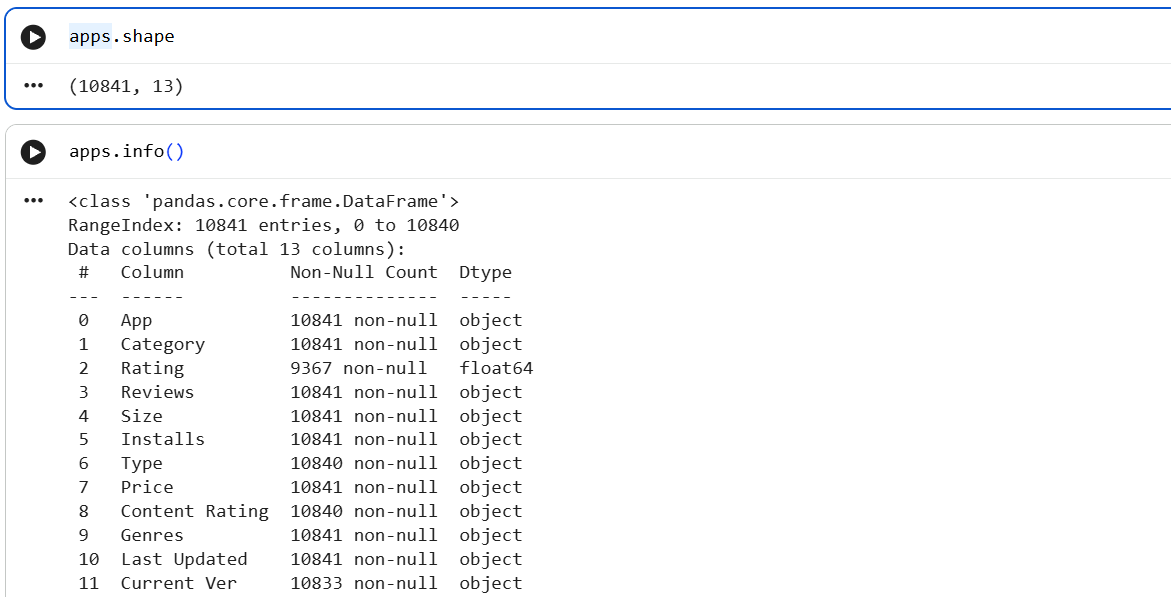 apps.shape
(10841, 13)
apps.info()
<class 'pandas.core.frame.DataFrame'>
RangeIndex: 10841 entries, 0 to 10840
Data columns (total 13 columns):
 #   Column          Non-Null Count  Dtype
---  ------          --------------  -----
 0   App             10841 non-null  object
 1   Category        10841 non-null  object
 2   Rating          9367 non-null   float64
 3   Reviews         10841 non-null  object
 4   Size            10841 non-null  object
 5   Installs        10841 non-null  object
 6   Type            10840 non-null  object
 7   Price           10841 non-null  object
 8   Content Rating  10840 non-null  object
 9   Genres          10841 non-null  object
 10  Last Updated    10841 non-null  object
 11  Current Ver     10833 non-null  object